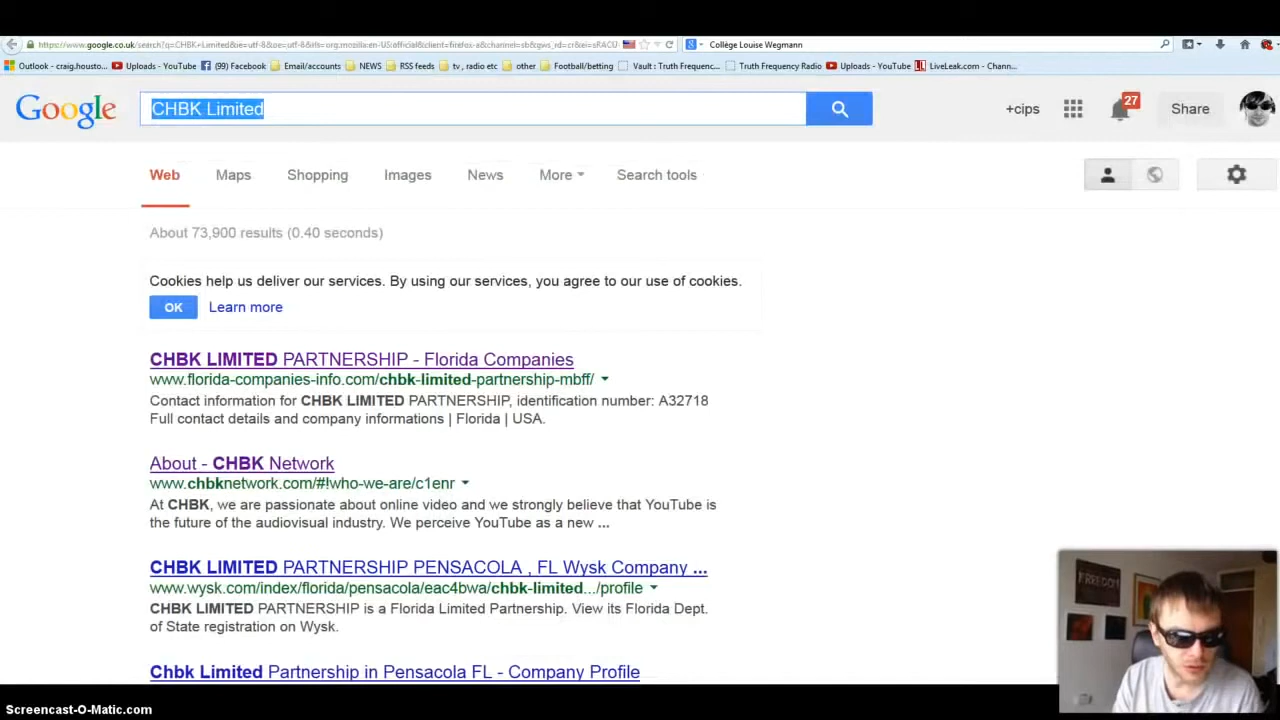 https://www.google.co.uk/search?q=CHBK+Limited&ie=utf-8&oe=utf-8&rls=org.mozilla:en-US:official&client=firefox-a&channel=sb&gws_rd=cr&ei=
Collège Louise Wegmann
Outlook - craig.housto... Uploads - YouTube (99) Facebook Email/accounts NEWS RSS feeds tv , radio etc other Football/betting Vault : Truth Frequenc... Truth Frequency Radio Uploads - YouTube LiveLeak.com - Chann...
Google CHBK Limited +cips 27 Share
Web Maps Shopping Images News More Search tools
About 73,900 results (0.40 seconds)
Cookies help us deliver our services. By using our services, you agree to our use of cookies.
OK Learn more
CHBK LIMITED PARTNERSHIP - Florida Companies
www.florida-companies-info.com/chbk-limited-partnership-mbff/
Contact information for CHBK LIMITED PARTNERSHIP, identification number: A32718
Full contact details and company informations | Florida | USA.
About - CHBK Network
www.chbknetwork.com/#!who-we-are/c1enr
At CHBK, we are passionate about online video and we strongly believe that YouTube is
the future of the audiovisual industry. We perceive YouTube as a new ...
CHBK LIMITED PARTNERSHIP PENSACOLA , FL Wysk Company ...
www.wysk.com/index/florida/pensacola/eac4bwa/chbk-limited.../profile
CHBK LIMITED PARTNERSHIP is a Florida Limited Partnership. View its Florida Dept.
of State registration on Wysk.
Chbk Limited Partnership in Pensacola FL - Company Profile
FREEDOM
Screencast-O-Matic.com